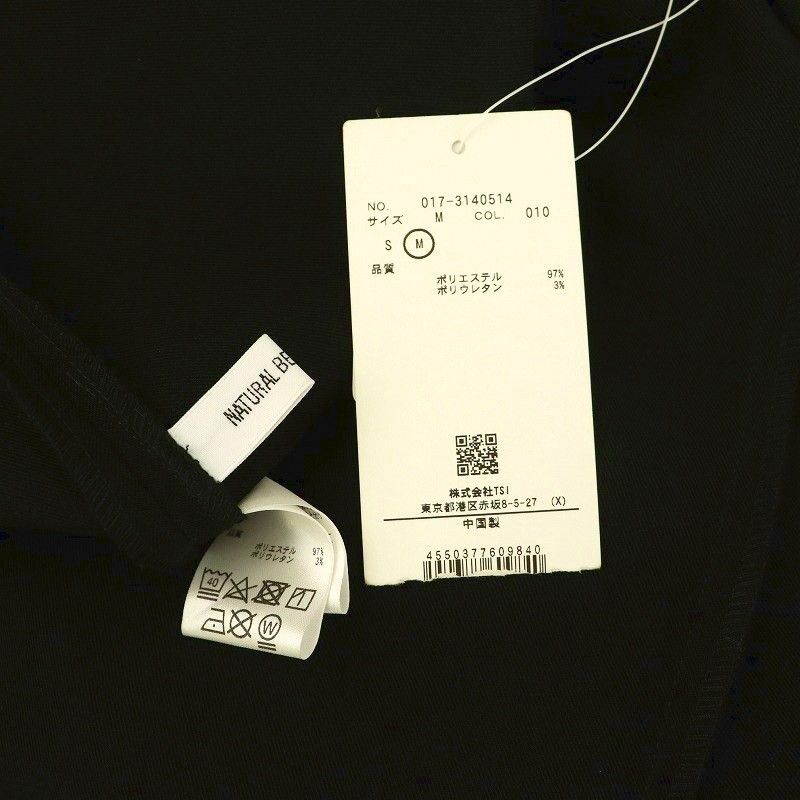 NO. 017-3140514
サイズ M COL. 010
S M
品質
ポリエステル 97%
ポリウレタン 3%
株式会社TSI
東京都港区赤坂8-5-27 (X)
中国製
4550377609840
NATURAL BE
品質
ポリエステル 97%
ポリウレタン 3%
40
W